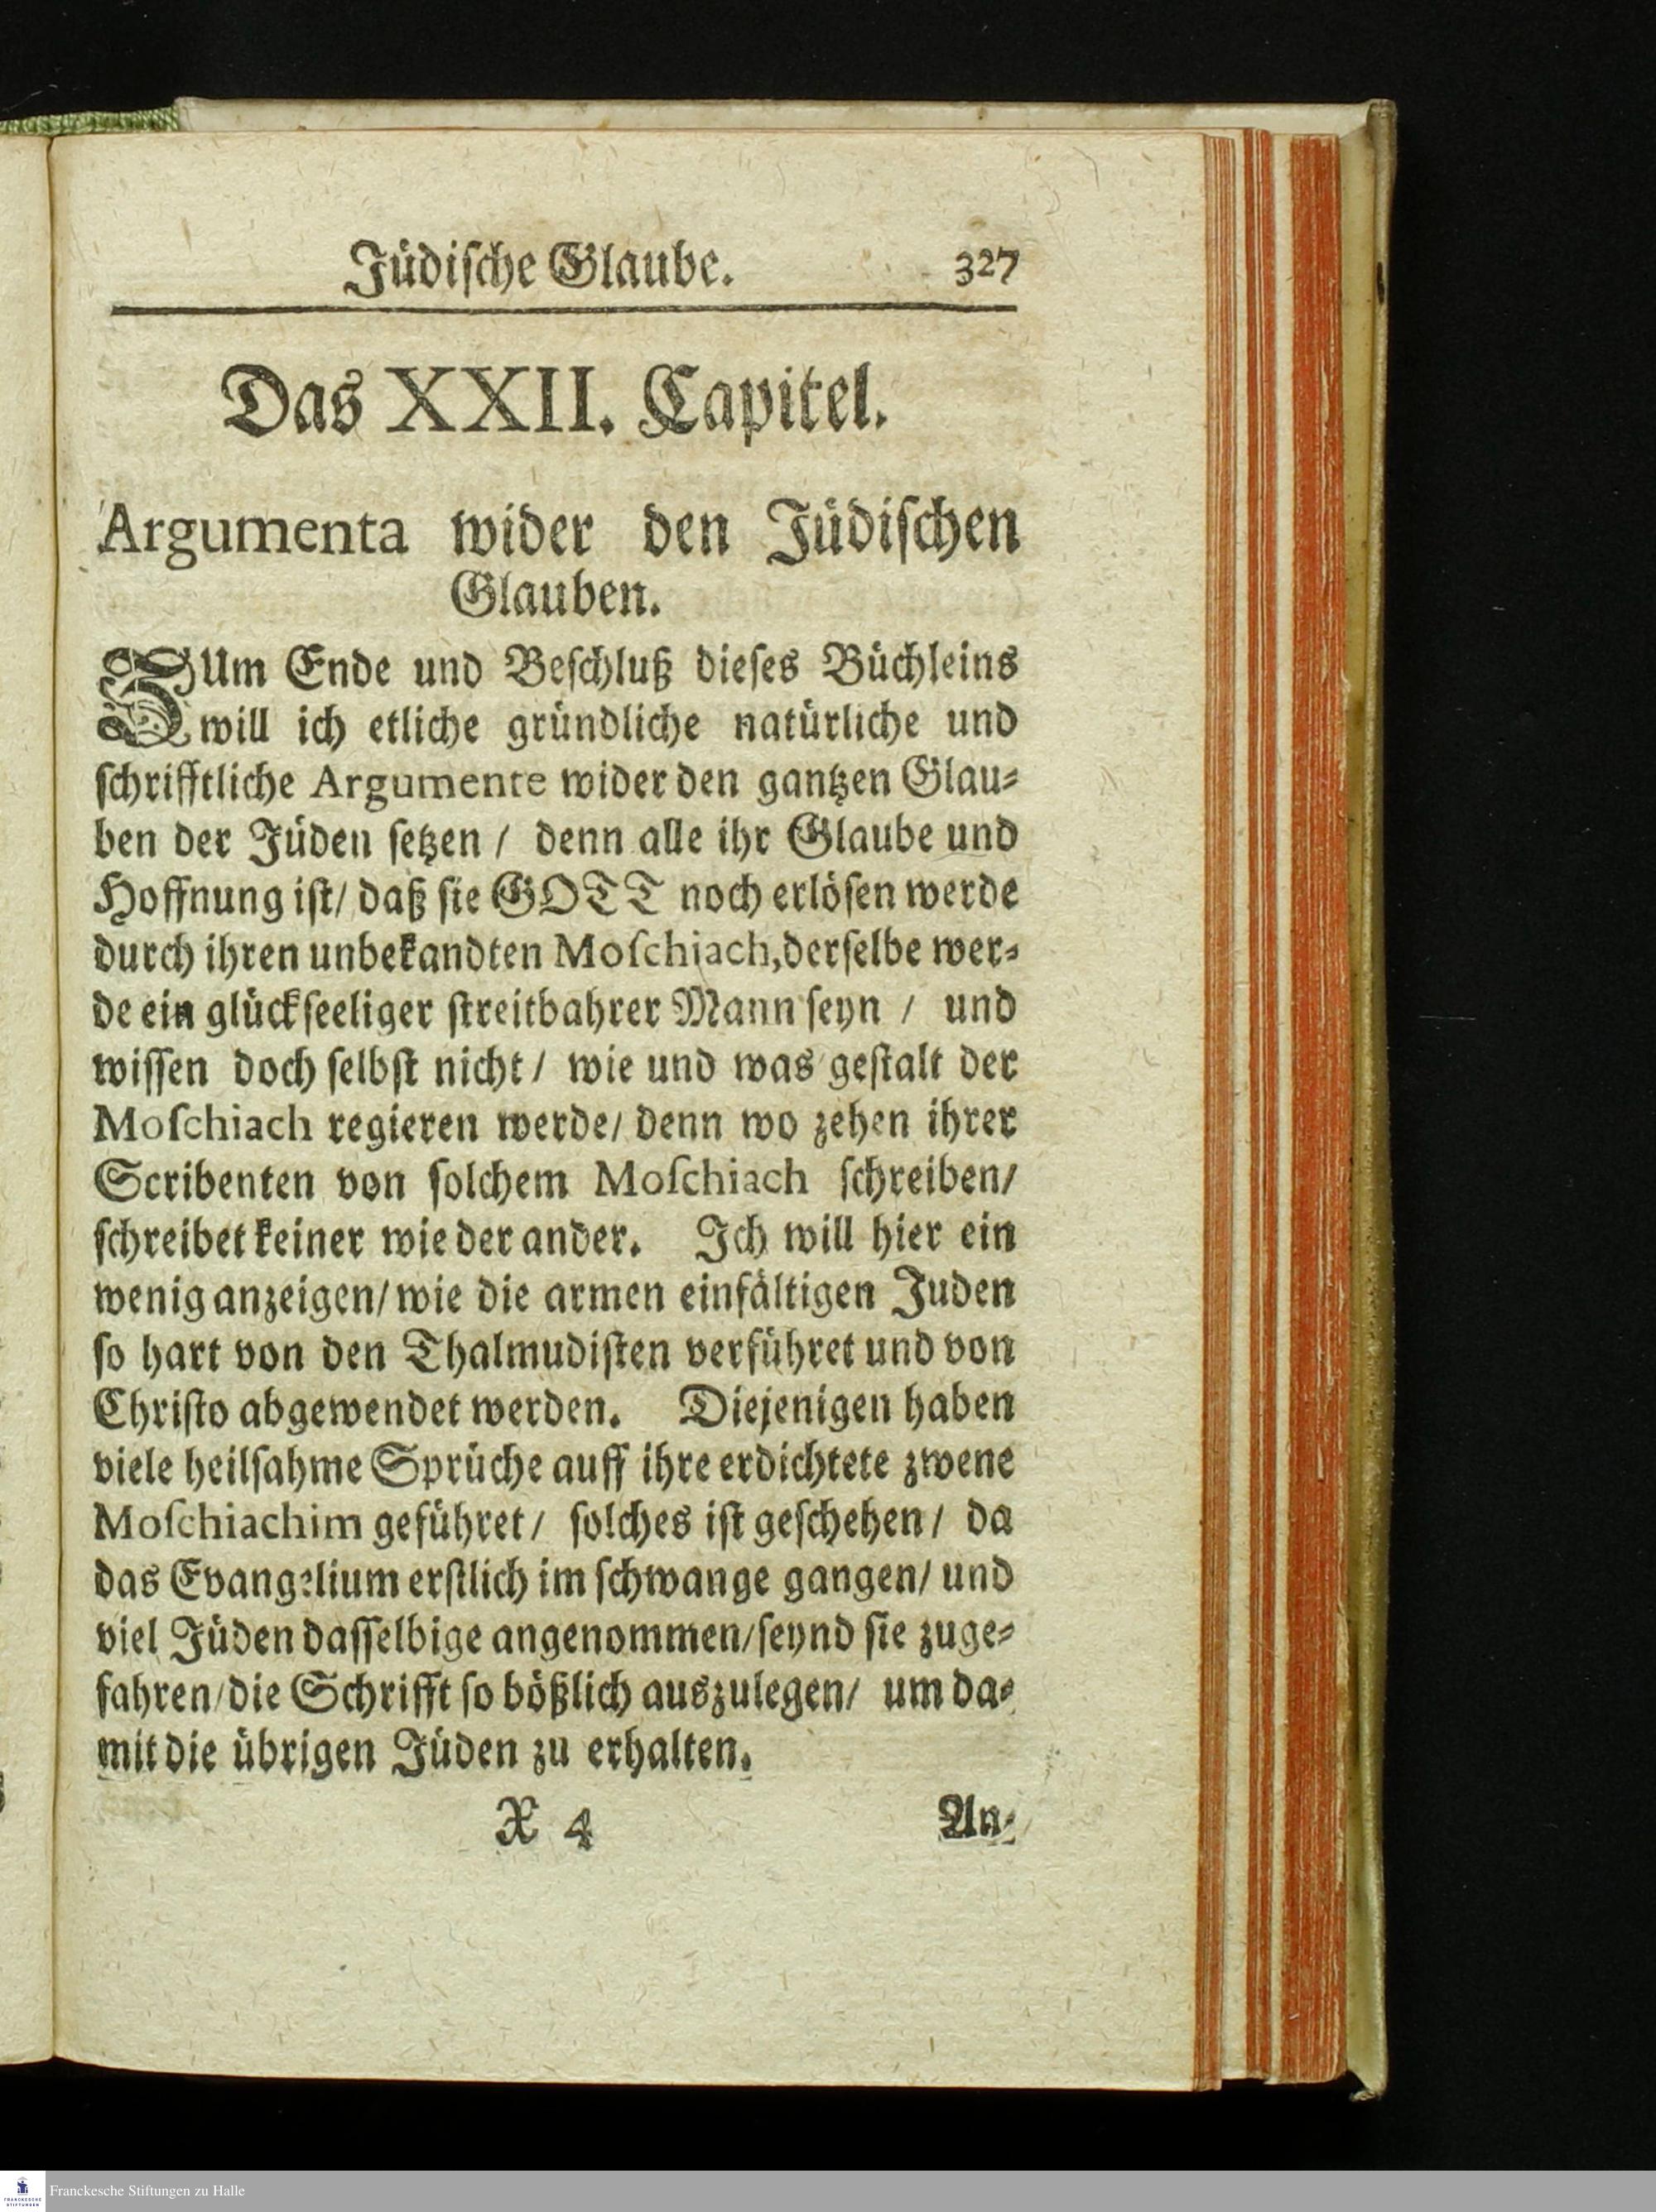 Jüdiſche Glaube. 327
Das XXII. Capitel.
Argumenta wider den Jüdiſchen
Glauben.
ZUm Ende und Beſchluß dieſes Büchleins
will ich etliche gründliche natürliche und
ſchrifftliche Argumente wider den gantzen Glau⸗
ben der Jüden ſetzen / denn alle ihr Glaube und
Hoffnung iſt/ daß ſie GOTT noch erlöſen werde
durch ihren unbekandten Moſchiach, derſelbe wer⸗
de ein glückſeeliger ſtreitbahrer Mann ſeyn / und
wiſſen doch ſelbſt nicht / wie und was geſtalt der
Moſchiach regieren werde/ denn wo zehen ihrer
Scribenten von ſolchem Moſchiach ſchreiben/
ſchreibet keiner wie der ander. Ich will hier ein
wenig anzeigen/ wie die armen einfältigen Juden
ſo hart von den Thalmudiſten verführet und von
Chriſto abgewendet werden. Diejenigen haben
viele heilſahme Sprüche auff ihre erdichtete zwene
Moſchiachim geführet / ſolches iſt geſchehen / da
das Evangelium erſtlich im ſchwange gangen/ und
viel Jüden daſſelbige angenommen/ ſeynd ſie zuge⸗
fahren/ die Schrifft ſo bößlich auszulegen/ um da⸗
mit die übrigen Jüden zu erhalten.
X 4 An⸗
FRANCKESCHE STIFTUNGEN
Franckesche Stiftungen zu Halle